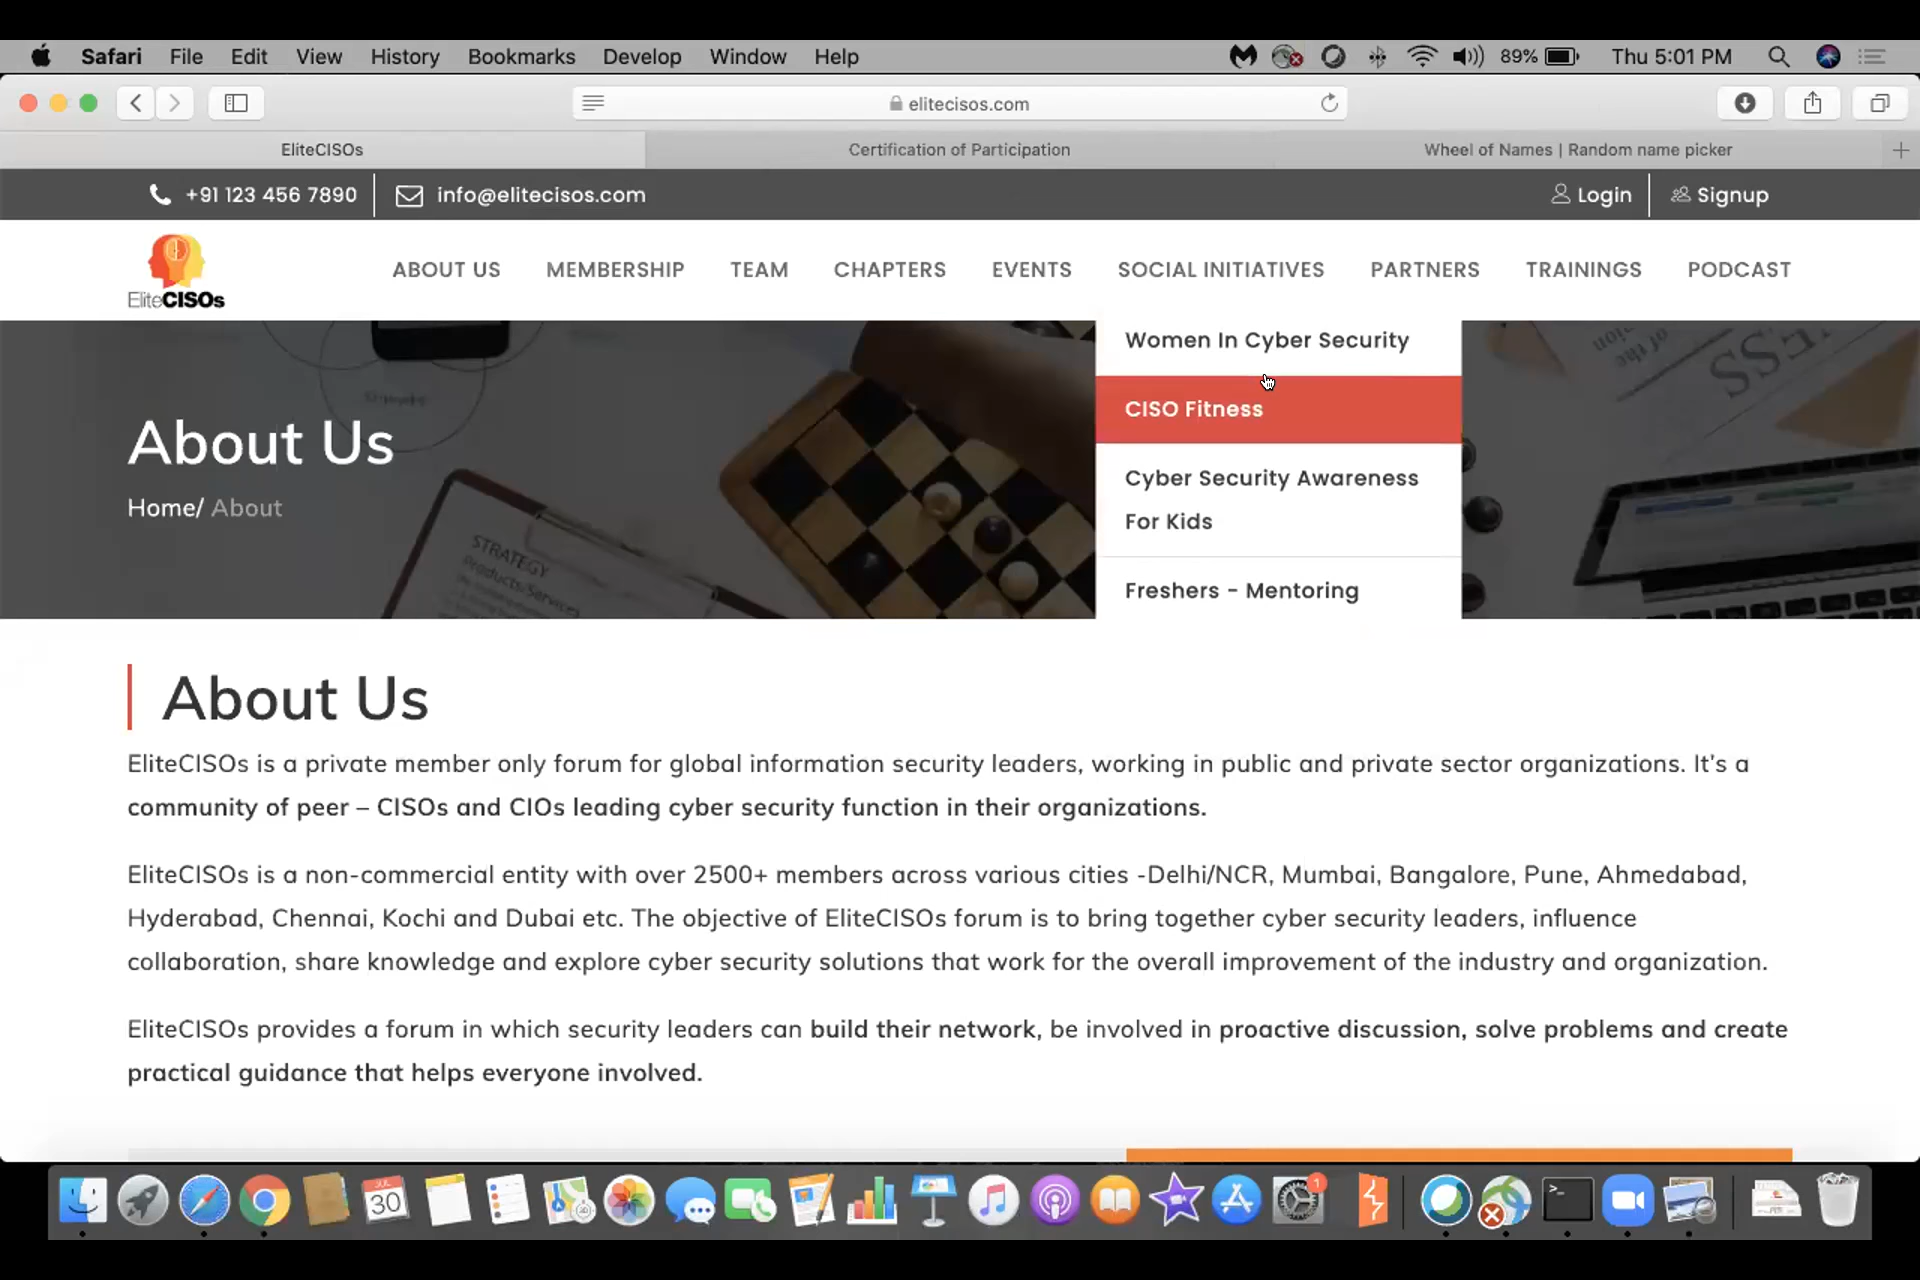 Safari File Edit View History Bookmarks Develop Window Help 89% Thu 5:01 PM
elitecisos.com
EliteCISOs Certification of Participation Wheel of Names | Random name picker
+91 123 456 7890 info@elitecisos.com Login Signup
EliteCISOs
ABOUT US MEMBERSHIP TEAM CHAPTERS EVENTS SOCIAL INITIATIVES PARTNERS TRAININGS PODCAST
Women In Cyber Security
CISO Fitness
Cyber Security Awareness
For Kids
Freshers - Mentoring
About Us
Home/ About
STRATEGY
Products/Services
About Us
EliteCISOs is a private member only forum for global information security leaders, working in public and private sector organizations. It's a
community of peer – CISOs and CIOs leading cyber security function in their organizations.
EliteCISOs is a non-commercial entity with over 2500+ members across various cities -Delhi/NCR, Mumbai, Bangalore, Pune, Ahmedabad,
Hyderabad, Chennai, Kochi and Dubai etc. The objective of EliteCISOs forum is to bring together cyber security leaders, influence
collaboration, share knowledge and explore cyber security solutions that work for the overall improvement of the industry and organization.
EliteCISOs provides a forum in which security leaders can build their network, be involved in proactive discussion, solve problems and create
practical guidance that helps everyone involved.
JUL
30
1